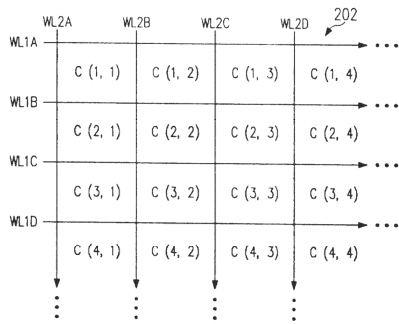 WL2A WL2B WL2C WL2D 202
WL1A
C (1, 1) C (1, 2) C (1, 3) C (1, 4)
WL1B
C (2, 1) C (2, 2) C (2, 3) C (2, 4)
WL1C
C (3, 1) C (3, 2) C (3, 3) C (3, 4)
WL1D
C (4, 1) C (4, 2) C (4, 3) C (4, 4)